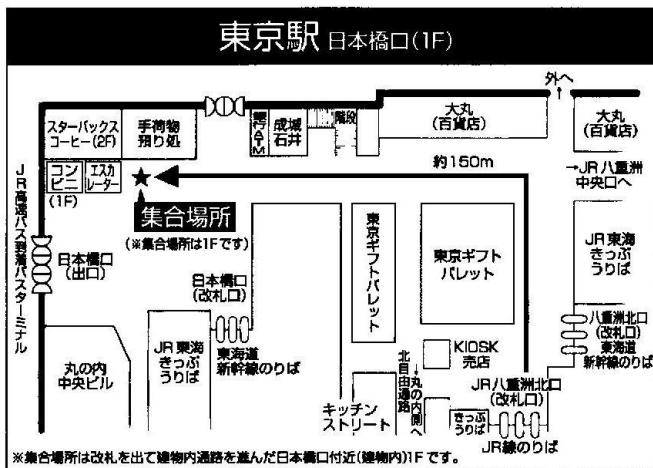 東京駅 日本橋口(1F)
外へ
スターバックス
コーヒー(2F)
手荷物
預り処
銀行ATM
成城
石井
階段
大丸
(百貨店)
大丸
(百貨店)
コン
ビニ
(1F)
エスカ
レーター
★
約150m
→JR八重洲
中央口へ
集合場所
(※集合場所は1Fです)
JR高速バス到着バスターミナル
日本橋口
(出口)
日本橋口
(改札口)
東京ギフトパレット
東京ギフト
パレット
JR東海
きっぷ
うりば
丸の内
中央ビル
JR東海
きっぷ
うりば
東海道
新幹線のりば
八重洲北口
(改札口)
東海道
新幹線のりば
KIOSK
売店
→丸の内側へ
北自由通路
JR八重洲北口
(改札口)
キッチン
ストリート
きっぷ
うりば
JR線のりば
※集合場所は改札を出て建物内通路を進んだ日本橋口付近(建物内)1Fです。